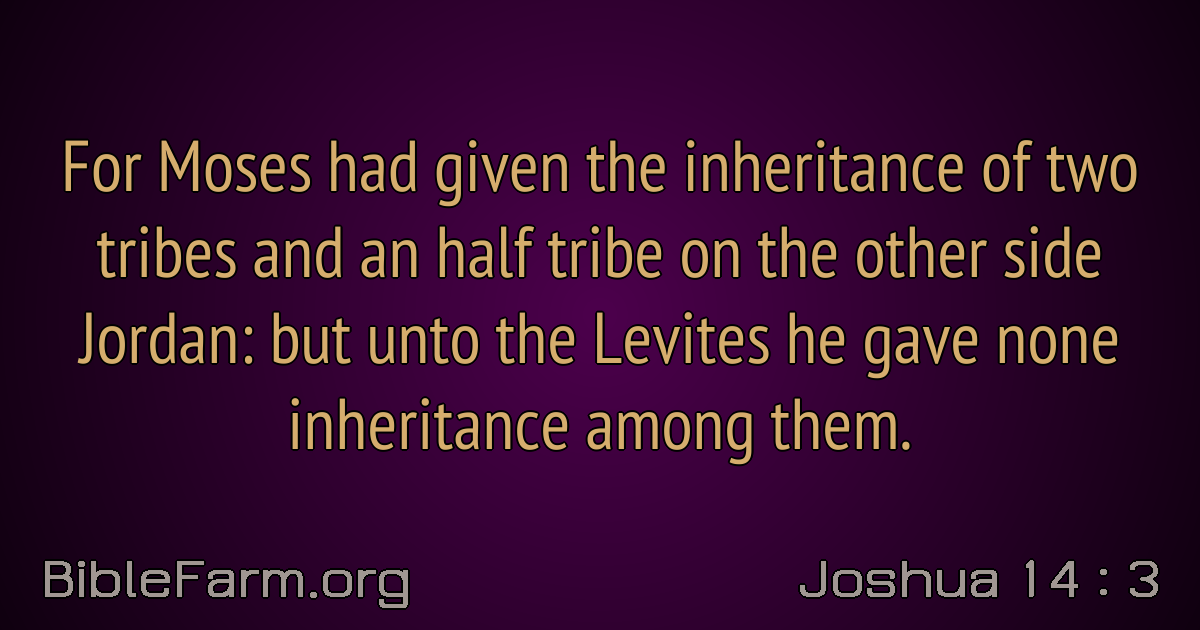 For Moses had given the inheritance of two
tribes and an half tribe on the other side
Jordan: but unto the Levites he gave none
inheritance among them.
BibleFarm.org
Joshua 14 : 3